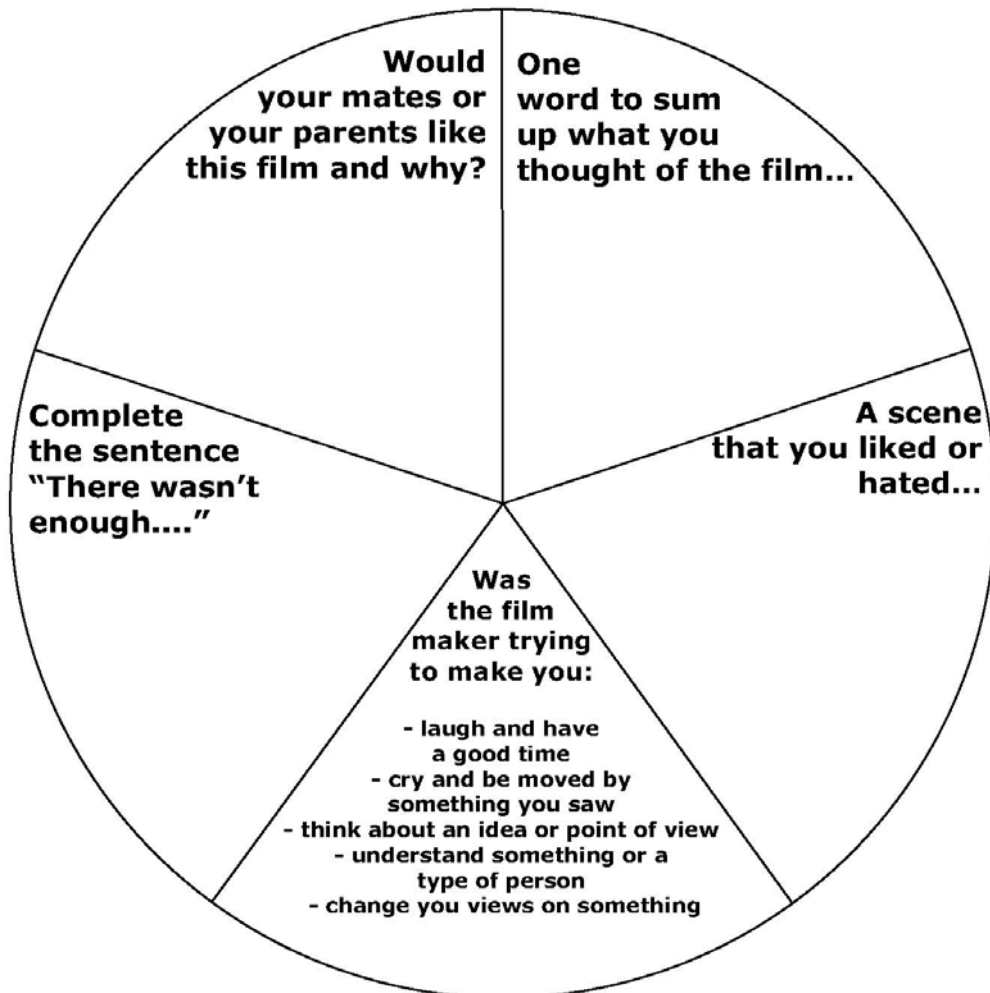 Would
your mates or
your parents like
this film and why?
One
word to sum
up what you
thought of the film...
Complete
the sentence
“There wasn’t
enough....”
A scene
that you liked or
hated...
Was
the film
maker trying
to make you:
- laugh and have
a good time
- cry and be moved by
something you saw
- think about an idea or point of view
- understand something or a
type of person
- change you views on something